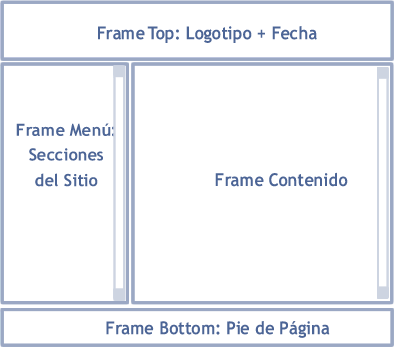 Frame Top: Logotipo + Fecha
Frame Menú:
Secciones
del Sitio
Frame Contenido
Frame Bottom: Pie de Página